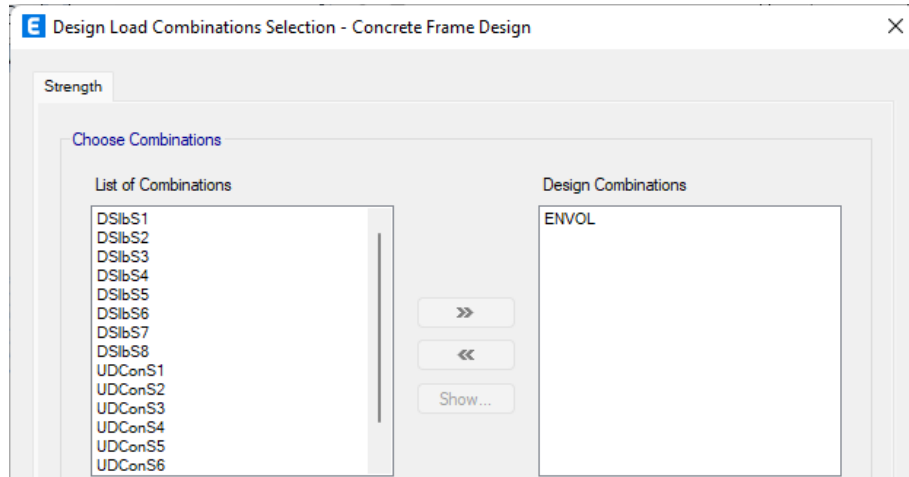 E Design Load Combinations Selection - Concrete Frame Design
Strength
Choose Combinations
List of Combinations
DSlbS1
DSlbS2
DSlbS3
DSlbS4
DSlbS5
DSlbS6
DSlbS7
DSlbS8
UDConS1
UDConS2
UDConS3
UDConS4
UDConS5
UDConS6
>>
<<
Show...
Design Combinations
ENVOL